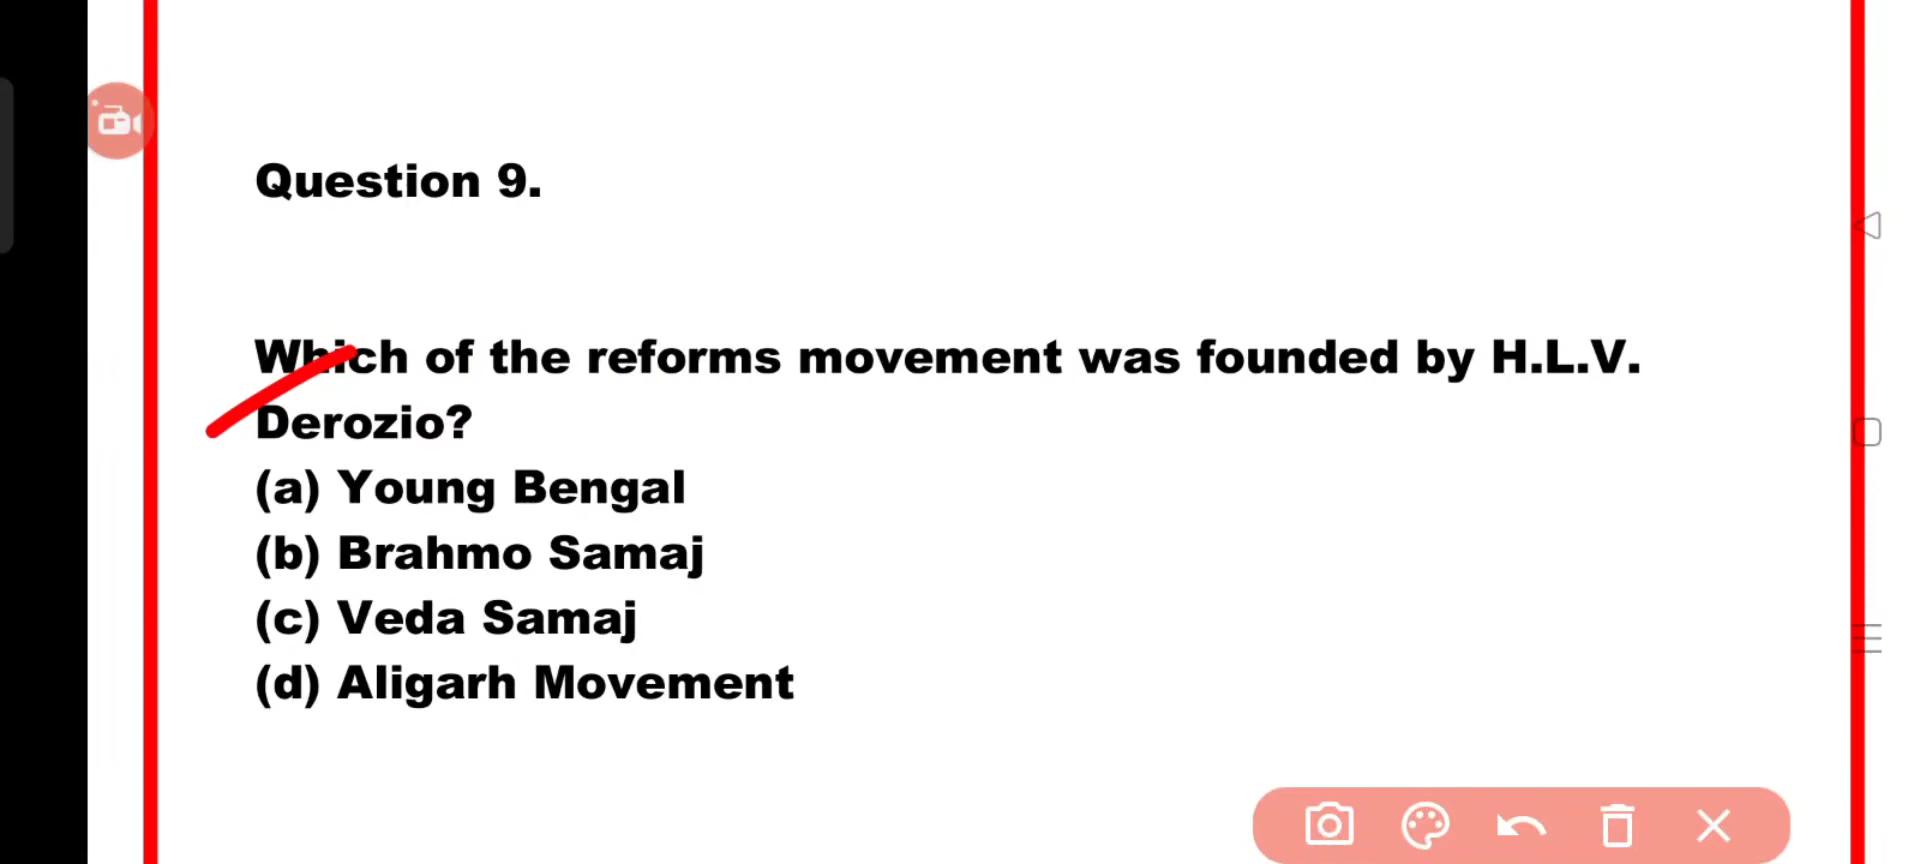 Question 9.
Which of the reforms movement was founded by H.L.V.
Derozio?
(a) Young Bengal
(b) Brahmo Samaj
(c) Veda Samaj
(d) Aligarh Movement